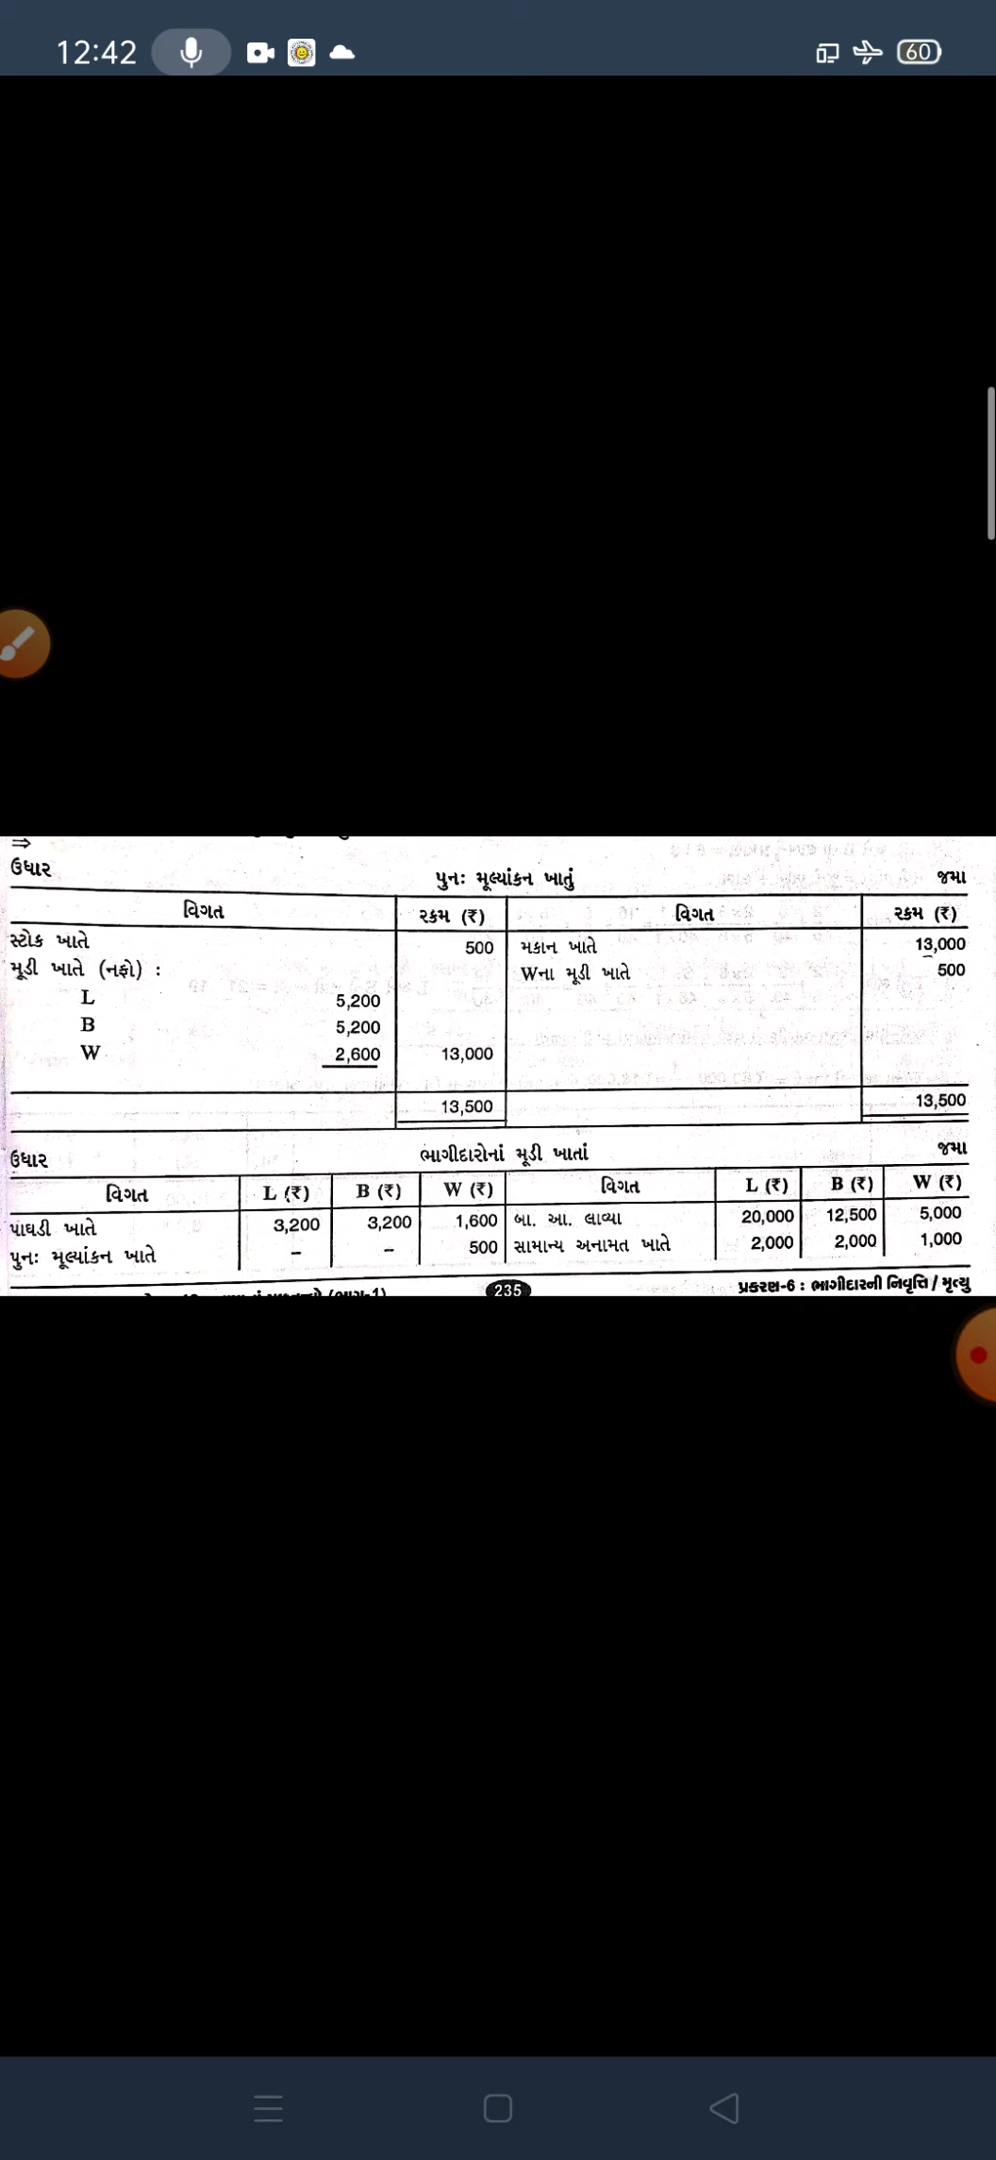 12:42
60
⇒
ઉધાર પુનઃ મૂલ્યાંકન ખાતું જમા
વિગત રકમ (₹) વિગત રકમ (₹)
સ્ટોક ખાતે 500 મકાન ખાતે 13,000
મૂડી ખાતે (નફો) : Wના મૂડી ખાતે 500
L 5,200
B 5,200
W 2,600 13,000
13,500 13,500
ઉધાર ભાગીદારોનાં મૂડી ખાતાં જમા
વિગત L (₹) B (₹) W (₹) વિગત L (₹) B (₹) W (₹)
પાઘડી ખાતે 3,200 3,200 1,600 બા. આ. લાવ્યા 20,000 12,500 5,000
પુનઃ મૂલ્યાંકન ખાતે – – 500 સામાન્ય અનામત ખાતે 2,000 2,000 1,000
235 પ્રકરણ-6 : ભાગીદારની નિવૃત્તિ / મૃત્યુ